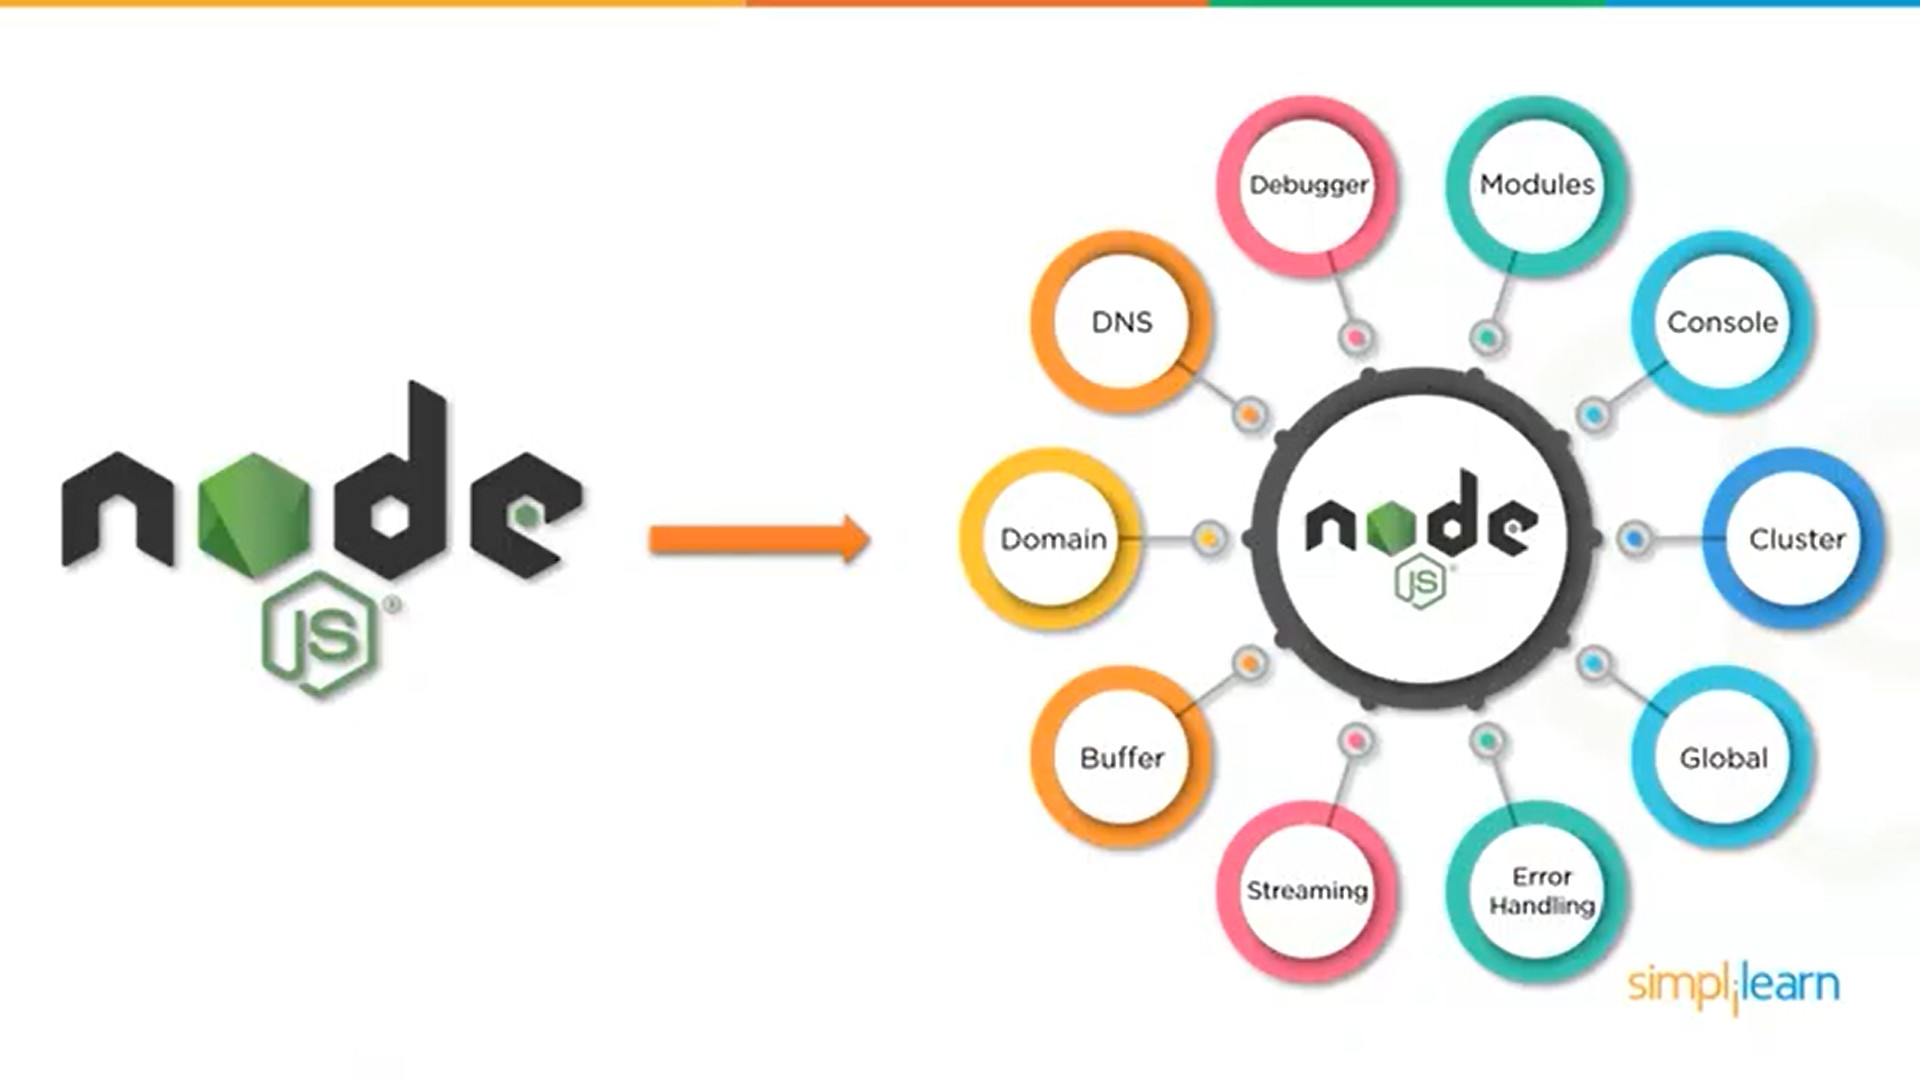 node
JS
®
Debugger
Modules
DNS
Console
Domain
node
JS
Cluster
Buffer
Global
Streaming
Error
Handling
simplilearn